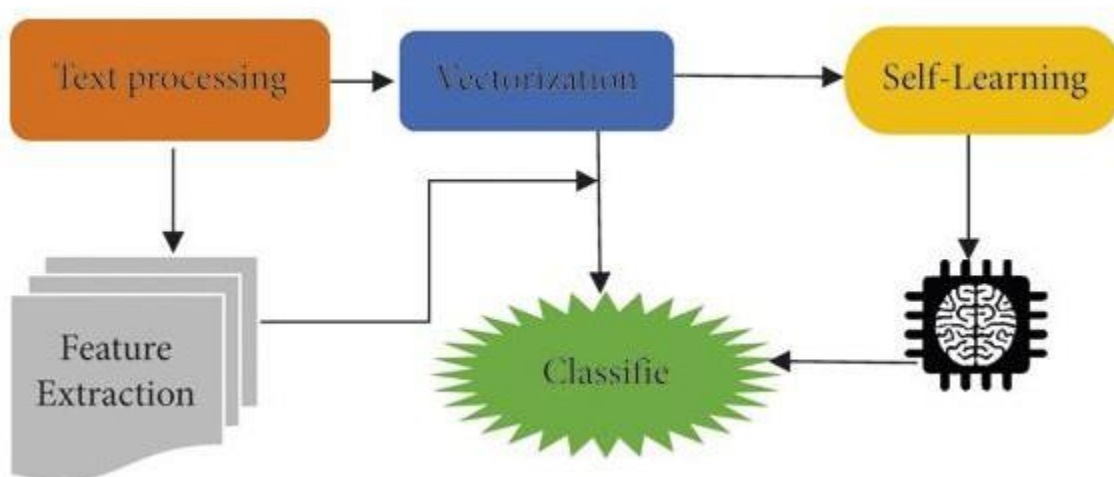 Text processing
Vectorization
Self-Learning
Feature
Extraction
Classifie